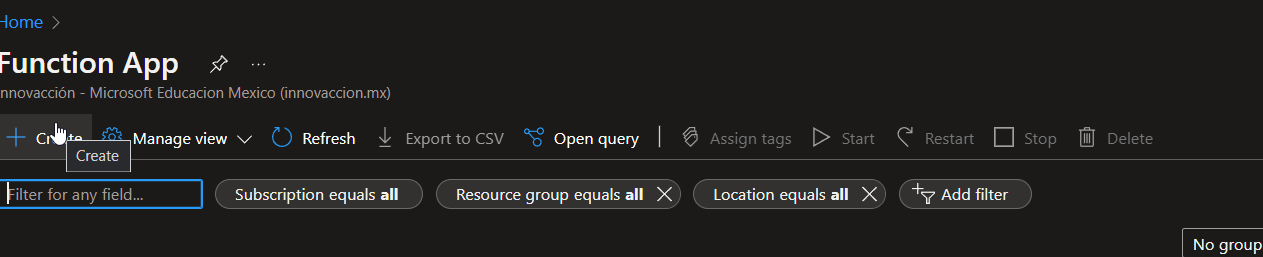 Home >
Function App ...
nnovacción - Microsoft Educacion Mexico (innovaccion.mx)
+ Create Manage view Refresh Export to CSV Open query | Assign tags Start Restart Stop Delete
Create
Filter for any field... Subscription equals all Resource group equals all Location equals all Add filter
No group